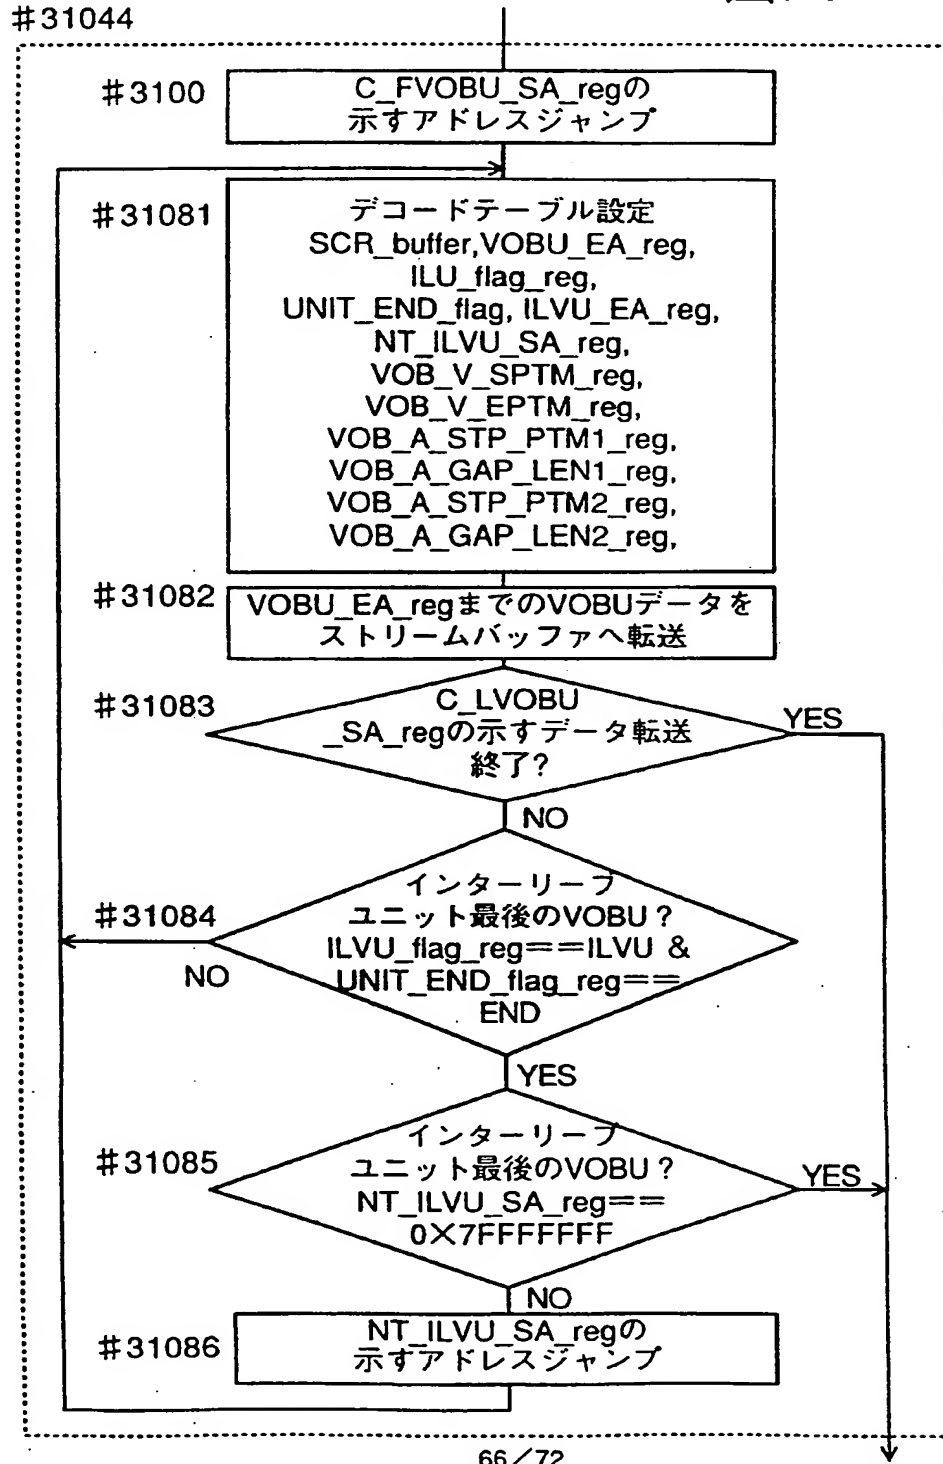 #31044
#3100
C_FVOBU_SA_regの
示すアドレスジャンプ
#31081
デコードテーブル設定
SCR_buffer,VOBU_EA_reg,
ILU_flag_reg,
UNIT_END_flag, ILVU_EA_reg,
NT_ILVU_SA_reg,
VOB_V_SPTM_reg,
VOB_V_EPTM_reg,
VOB_A_STP_PTM1_reg,
VOB_A_GAP_LEN1_reg,
VOB_A_STP_PTM2_reg,
VOB_A_GAP_LEN2_reg,
#31082
VOBU_EA_regまでのVOBUデータを
ストリームバッファへ転送
#31083
C_LVOBU
_SA_regの示すデータ転送
終了?
YES
NO
#31084
インターリーブ
ユニット最後のVOBU?
ILVU_flag_reg==ILVU &
UNIT_END_flag_reg==
END
NO
YES
#31085
インターリーブ
ユニット最後のVOBU?
NT_ILVU_SA_reg==
0X7FFFFFFF
YES
NO
#31086
NT_ILVU_SA_regの
示すアドレスジャンプ
66/72